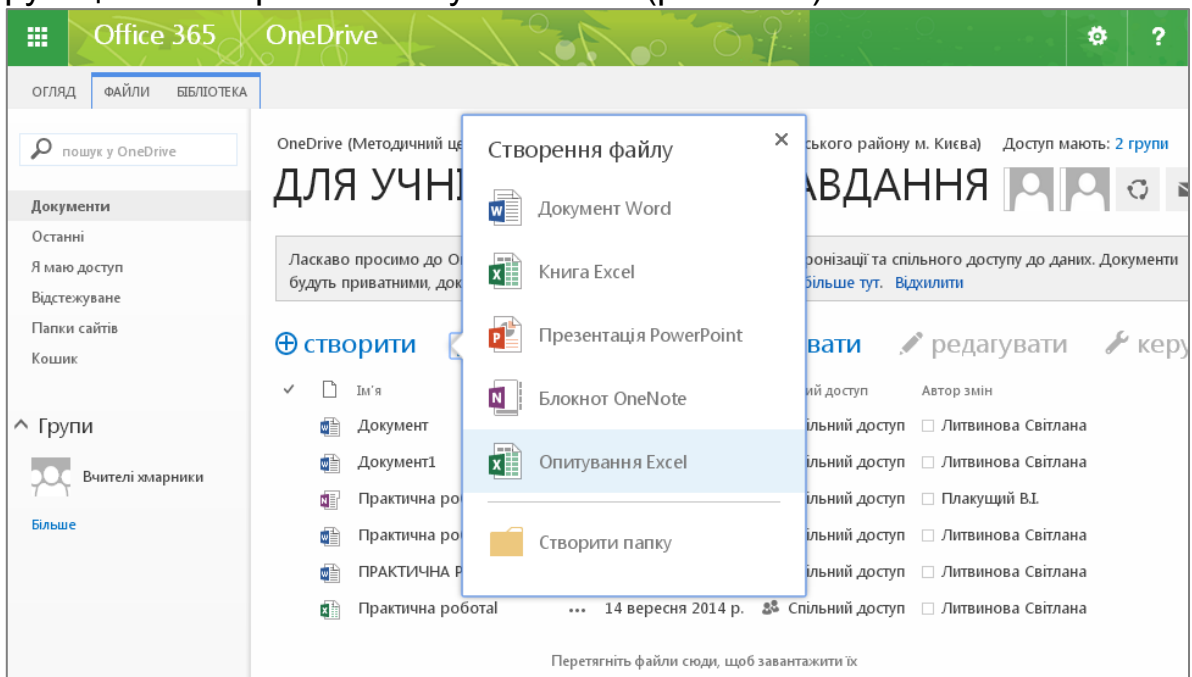 Office 365 OneDrive ?
ОГЛЯД ФАЙЛИ БІБЛІОТЕКА
пошук у OneDrive
Документи
Останні
Я маю доступ
Відстежуване
Папки сайтів
Кошик
Групи
Вчителі хмарники
Більше
OneDrive (Методичний це ського району м. Києва) Доступ мають: 2 групи
ДЛЯ УЧНІ АВДАННЯ
Ласкаво просимо до О ронізації та спільного доступу до даних. Документи
будуть приватними, док більше тут. Відхилити
створити вати редагувати керу
Ім'я ий доступ Автор змін
Документ ільний доступ Литвинова Світлана
Документ1 ільний доступ Литвинова Світлана
Практична ро ільний доступ Плакущий В.І.
Практична ро ільний доступ Литвинова Світлана
ПРАКТИЧНА Р ільний доступ Литвинова Світлана
Практична роботаl ... 14 вересня 2014 р. Спільний доступ Литвинова Світлана
Перетягніть файли сюди, щоб завантажити їх
Створення файлу
Документ Word
Книга Excel
Презентація PowerPoint
Блокнот OneNote
Опитування Excel
Створити папку